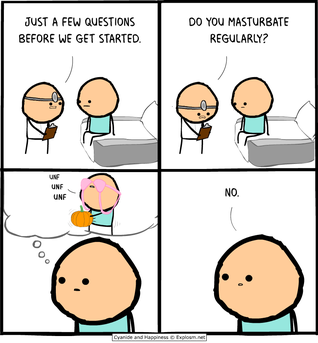 JUST A FEW QUESTIONS
BEFORE WE GET STARTED.
DO YOU MASTURBATE
REGULARLY?
UNF
UNF
UNF
NO.
Cyanide and Happiness © Explosm.net